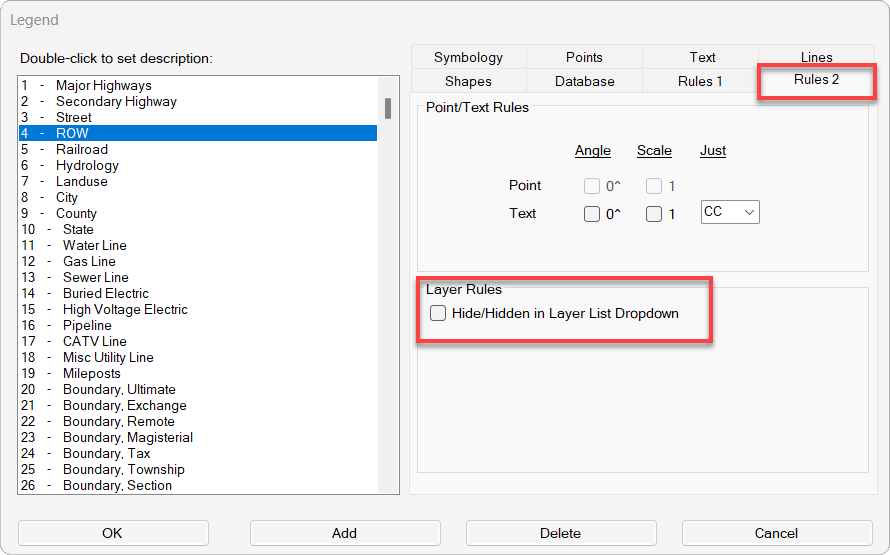 Legend
Double-click to set description:
1 - Major Highways
2 - Secondary Highway
3 - Street
4 - ROW
5 - Railroad
6 - Hydrology
7 - Landuse
8 - City
9 - County
10 - State
11 - Water Line
12 - Gas Line
13 - Sewer Line
14 - Buried Electric
15 - High Voltage Electric
16 - Pipeline
17 - CATV Line
18 - Misc Utility Line
19 - Mileposts
20 - Boundary, Ultimate
21 - Boundary, Exchange
22 - Boundary, Remote
23 - Boundary, Magisterial
24 - Boundary, Tax
25 - Boundary, Township
26 - Boundary, Section
Symbology Points Text Lines
Shapes Database Rules 1 Rules 2
Point/Text Rules
Angle Scale Just
Point 0^ 1
Text 0^ 1 CC
Layer Rules
Hide/Hidden in Layer List Dropdown
OK Add Delete Cancel